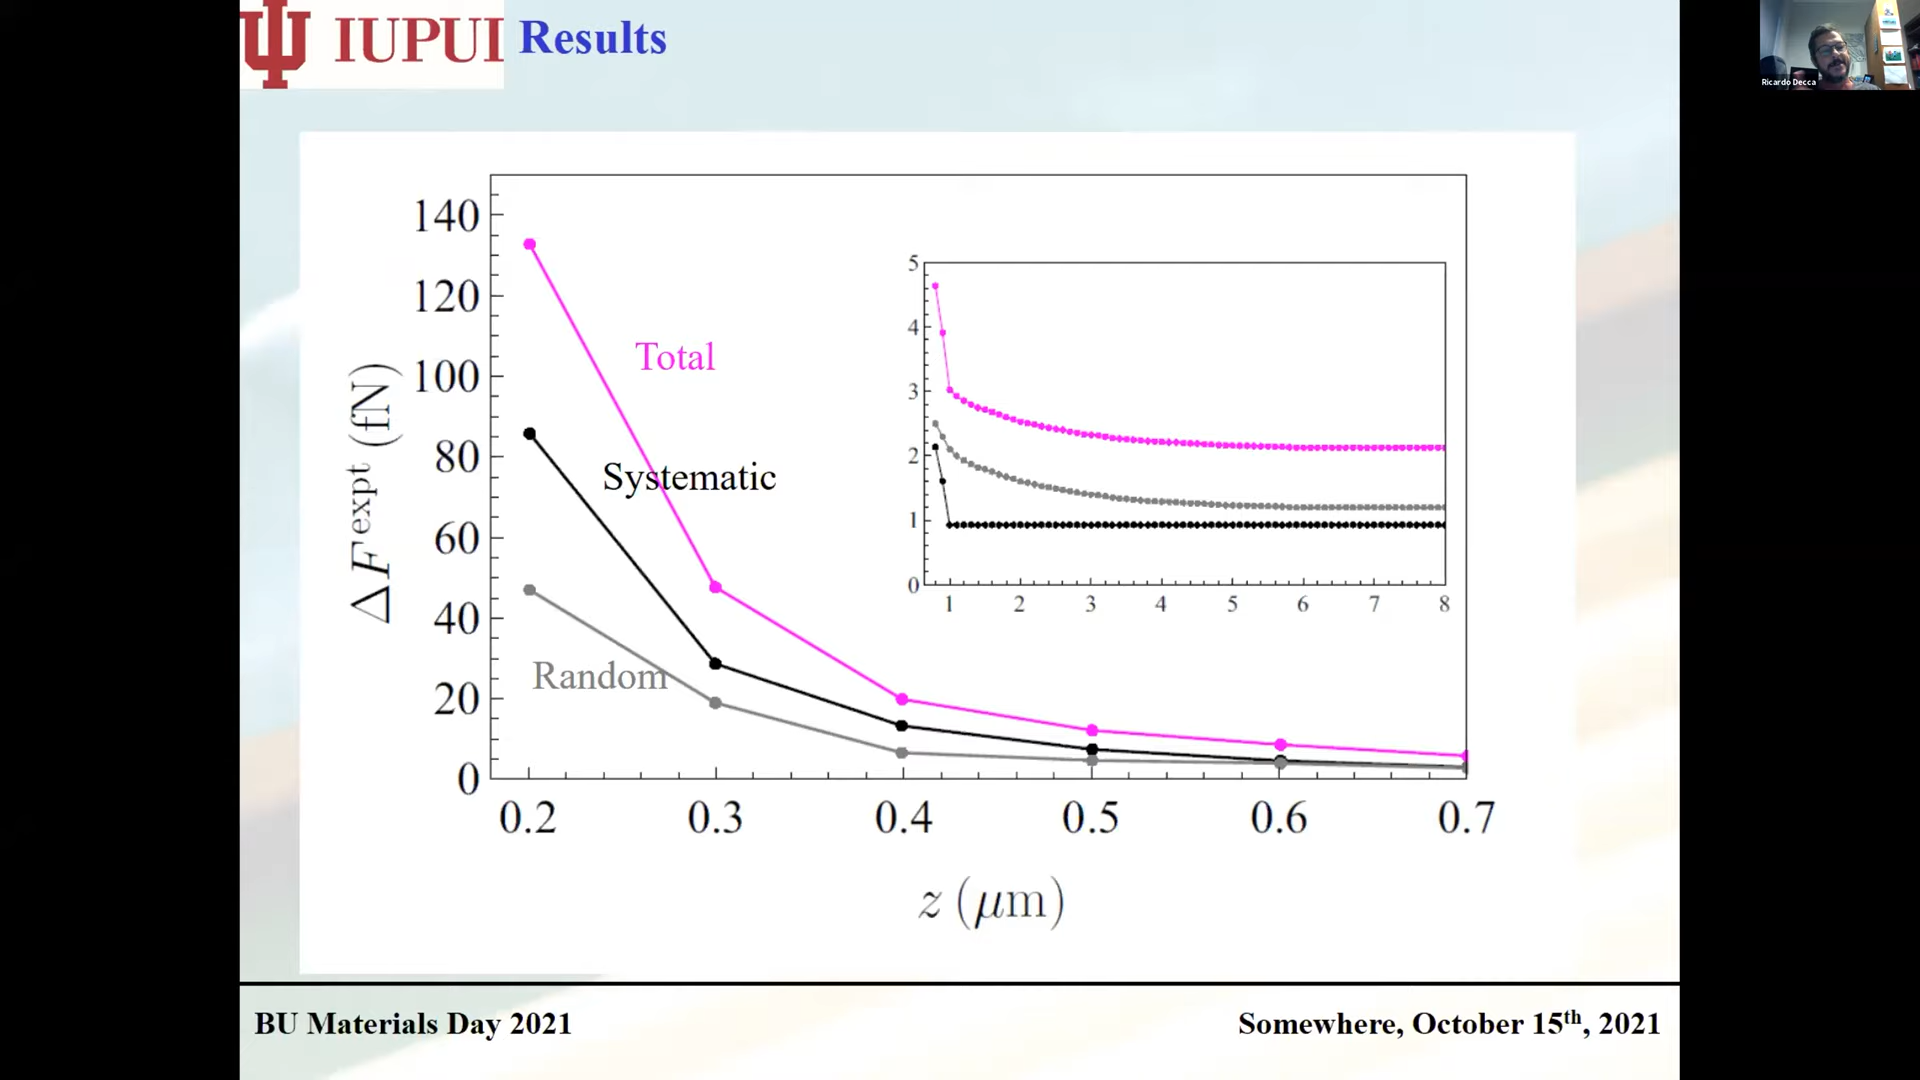 IUPUI Results
Ricardo Decca
140
120
100
80
60
40
20
0
ΔF^expt (fN)
Total
Systematic
Random
5
4
3
2
1
0
1 2 3 4 5 6 7 8
0.2 0.3 0.4 0.5 0.6 0.7
z (μm)
BU Materials Day 2021
Somewhere, October 15th, 2021